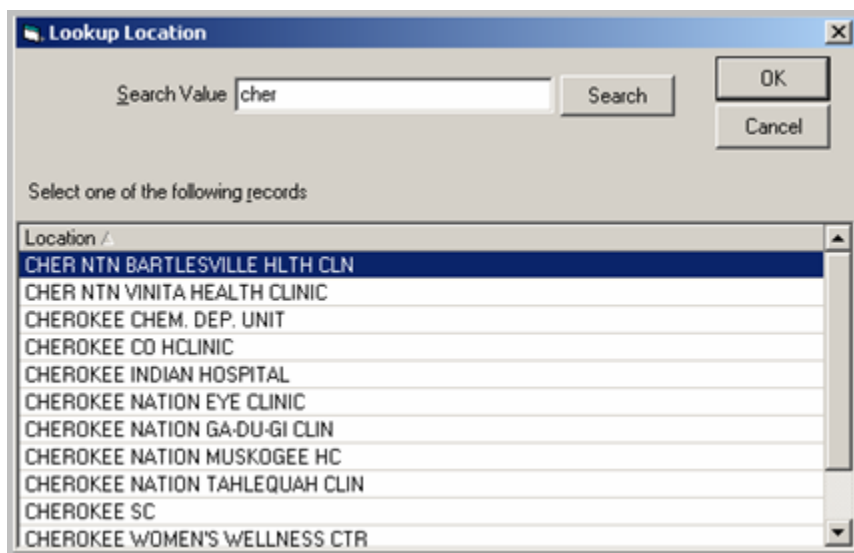 Lookup Location
Search Value cher Search OK
Cancel
Select one of the following records
Location
CHER NTN BARTLESVILLE HLTH CLN
CHER NTN VINITA HEALTH CLINIC
CHEROKEE CHEM. DEP. UNIT
CHEROKEE CO HCLINIC
CHEROKEE INDIAN HOSPITAL
CHEROKEE NATION EYE CLINIC
CHEROKEE NATION GA-DU-GI CLIN
CHEROKEE NATION MUSKOGEE HC
CHEROKEE NATION TAHLEQUAH CLIN
CHEROKEE SC
CHEROKEE WOMEN'S WELLNESS CTR